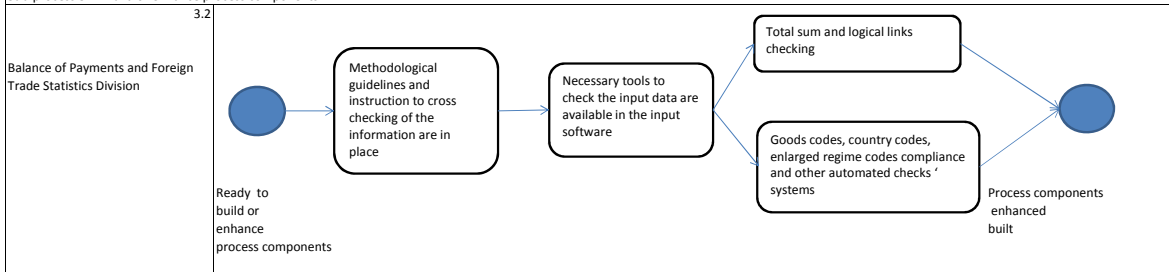 3.2
Balance of Payments and Foreign
Trade Statistics Division
Ready to
build or
enhance
process components
Methodological
guidelines and
instruction to cross
checking of the
information are in
place
Necessary tools to
check the input data are
available in the input
software
Total sum and logical links
checking
Goods codes, country codes,
enlarged regime codes compliance
and other automated checks ‘
systems
Process components
enhanced
built